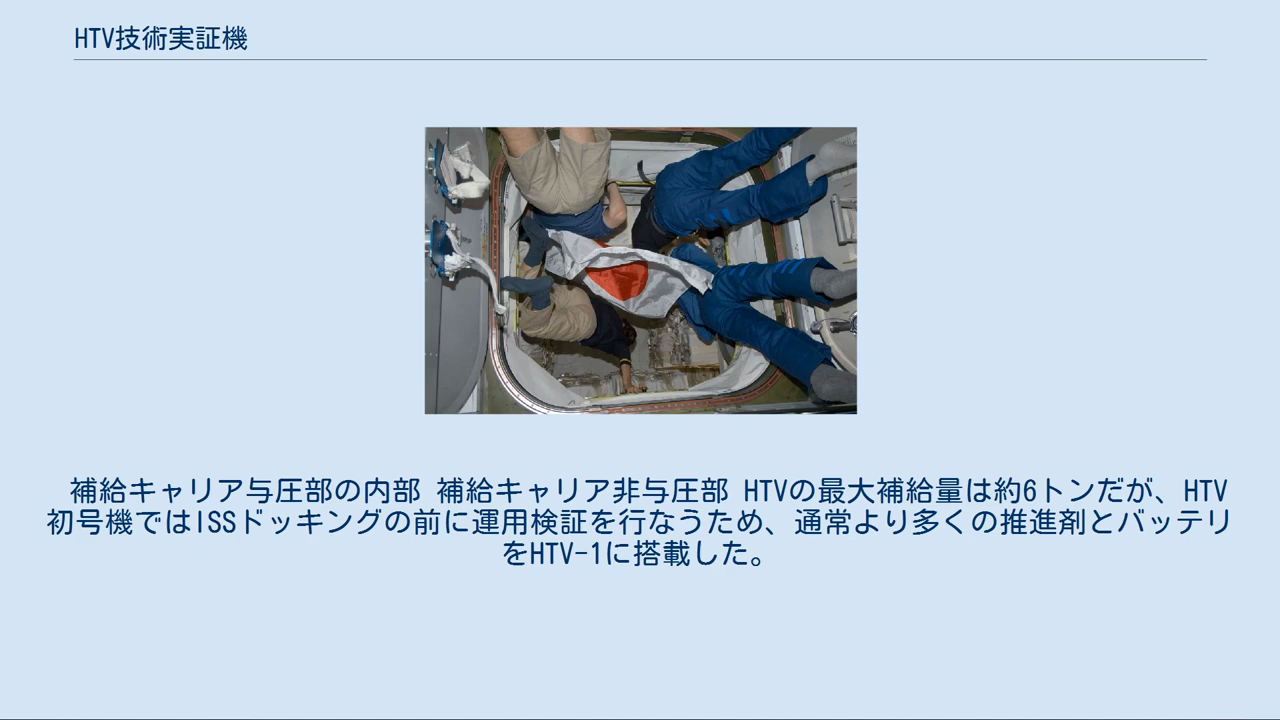 HTV技術実証機
補給キャリア与圧部の内部 補給キャリア非与圧部 HTVの最大補給量は約6トンだが、HTV
初号機ではISSドッキングの前に運用検証を行なうため、通常より多くの推進剤とバッテリ
をHTV-1に搭載した。